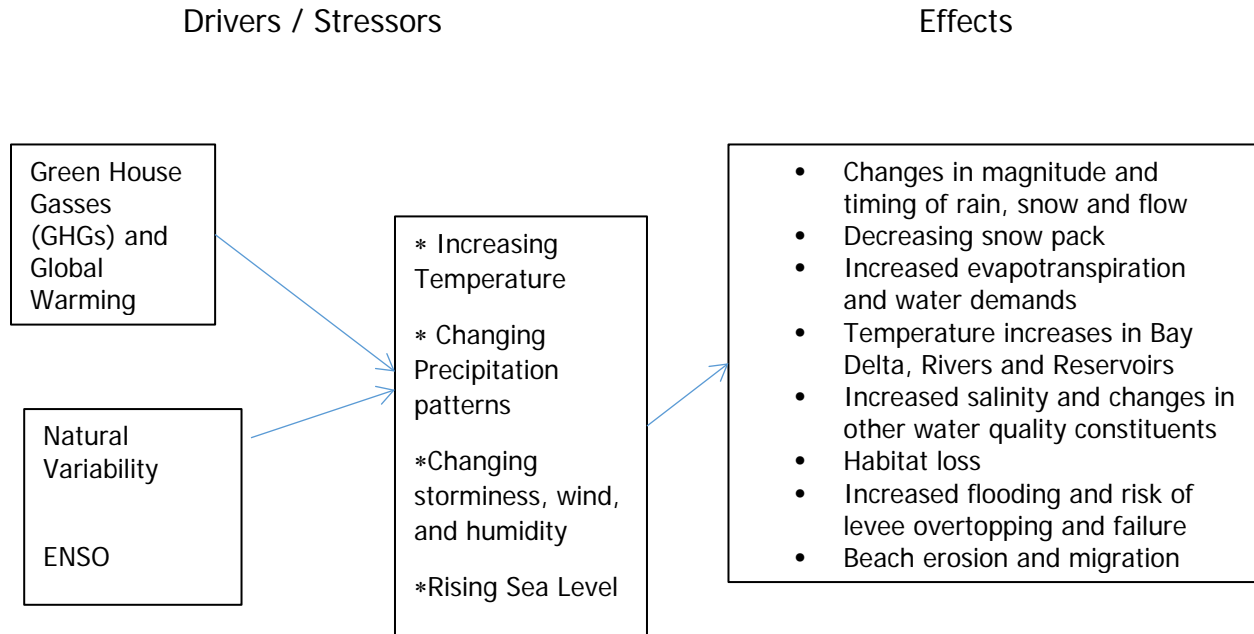 Drivers / Stressors
Effects
Green House
Gasses
(GHGs) and
Global
Warming
Natural
Variability
ENSO
* Increasing
Temperature
* Changing
Precipitation
patterns
*Changing
storminess, wind,
and humidity
*Rising Sea Level
• Changes in magnitude and
timing of rain, snow and flow
• Decreasing snow pack
• Increased evapotranspiration
and water demands
• Temperature increases in Bay
Delta, Rivers and Reservoirs
• Increased salinity and changes in
other water quality constituents
• Habitat loss
• Increased flooding and risk of
levee overtopping and failure
• Beach erosion and migration